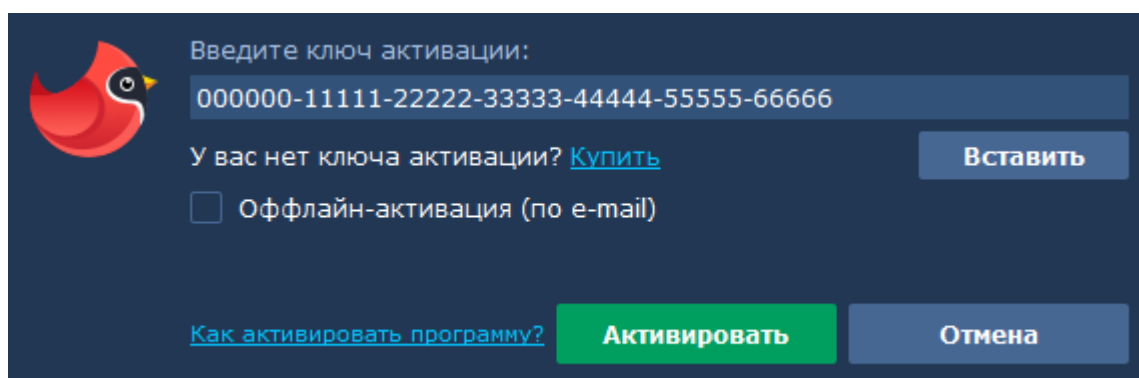 Введите ключ активации:
000000-11111-22222-33333-44444-55555-66666
У вас нет ключа активации? Купить
Вставить
Оффлайн-активация (по e-mail)
Как активировать программу?
Активировать
Отмена